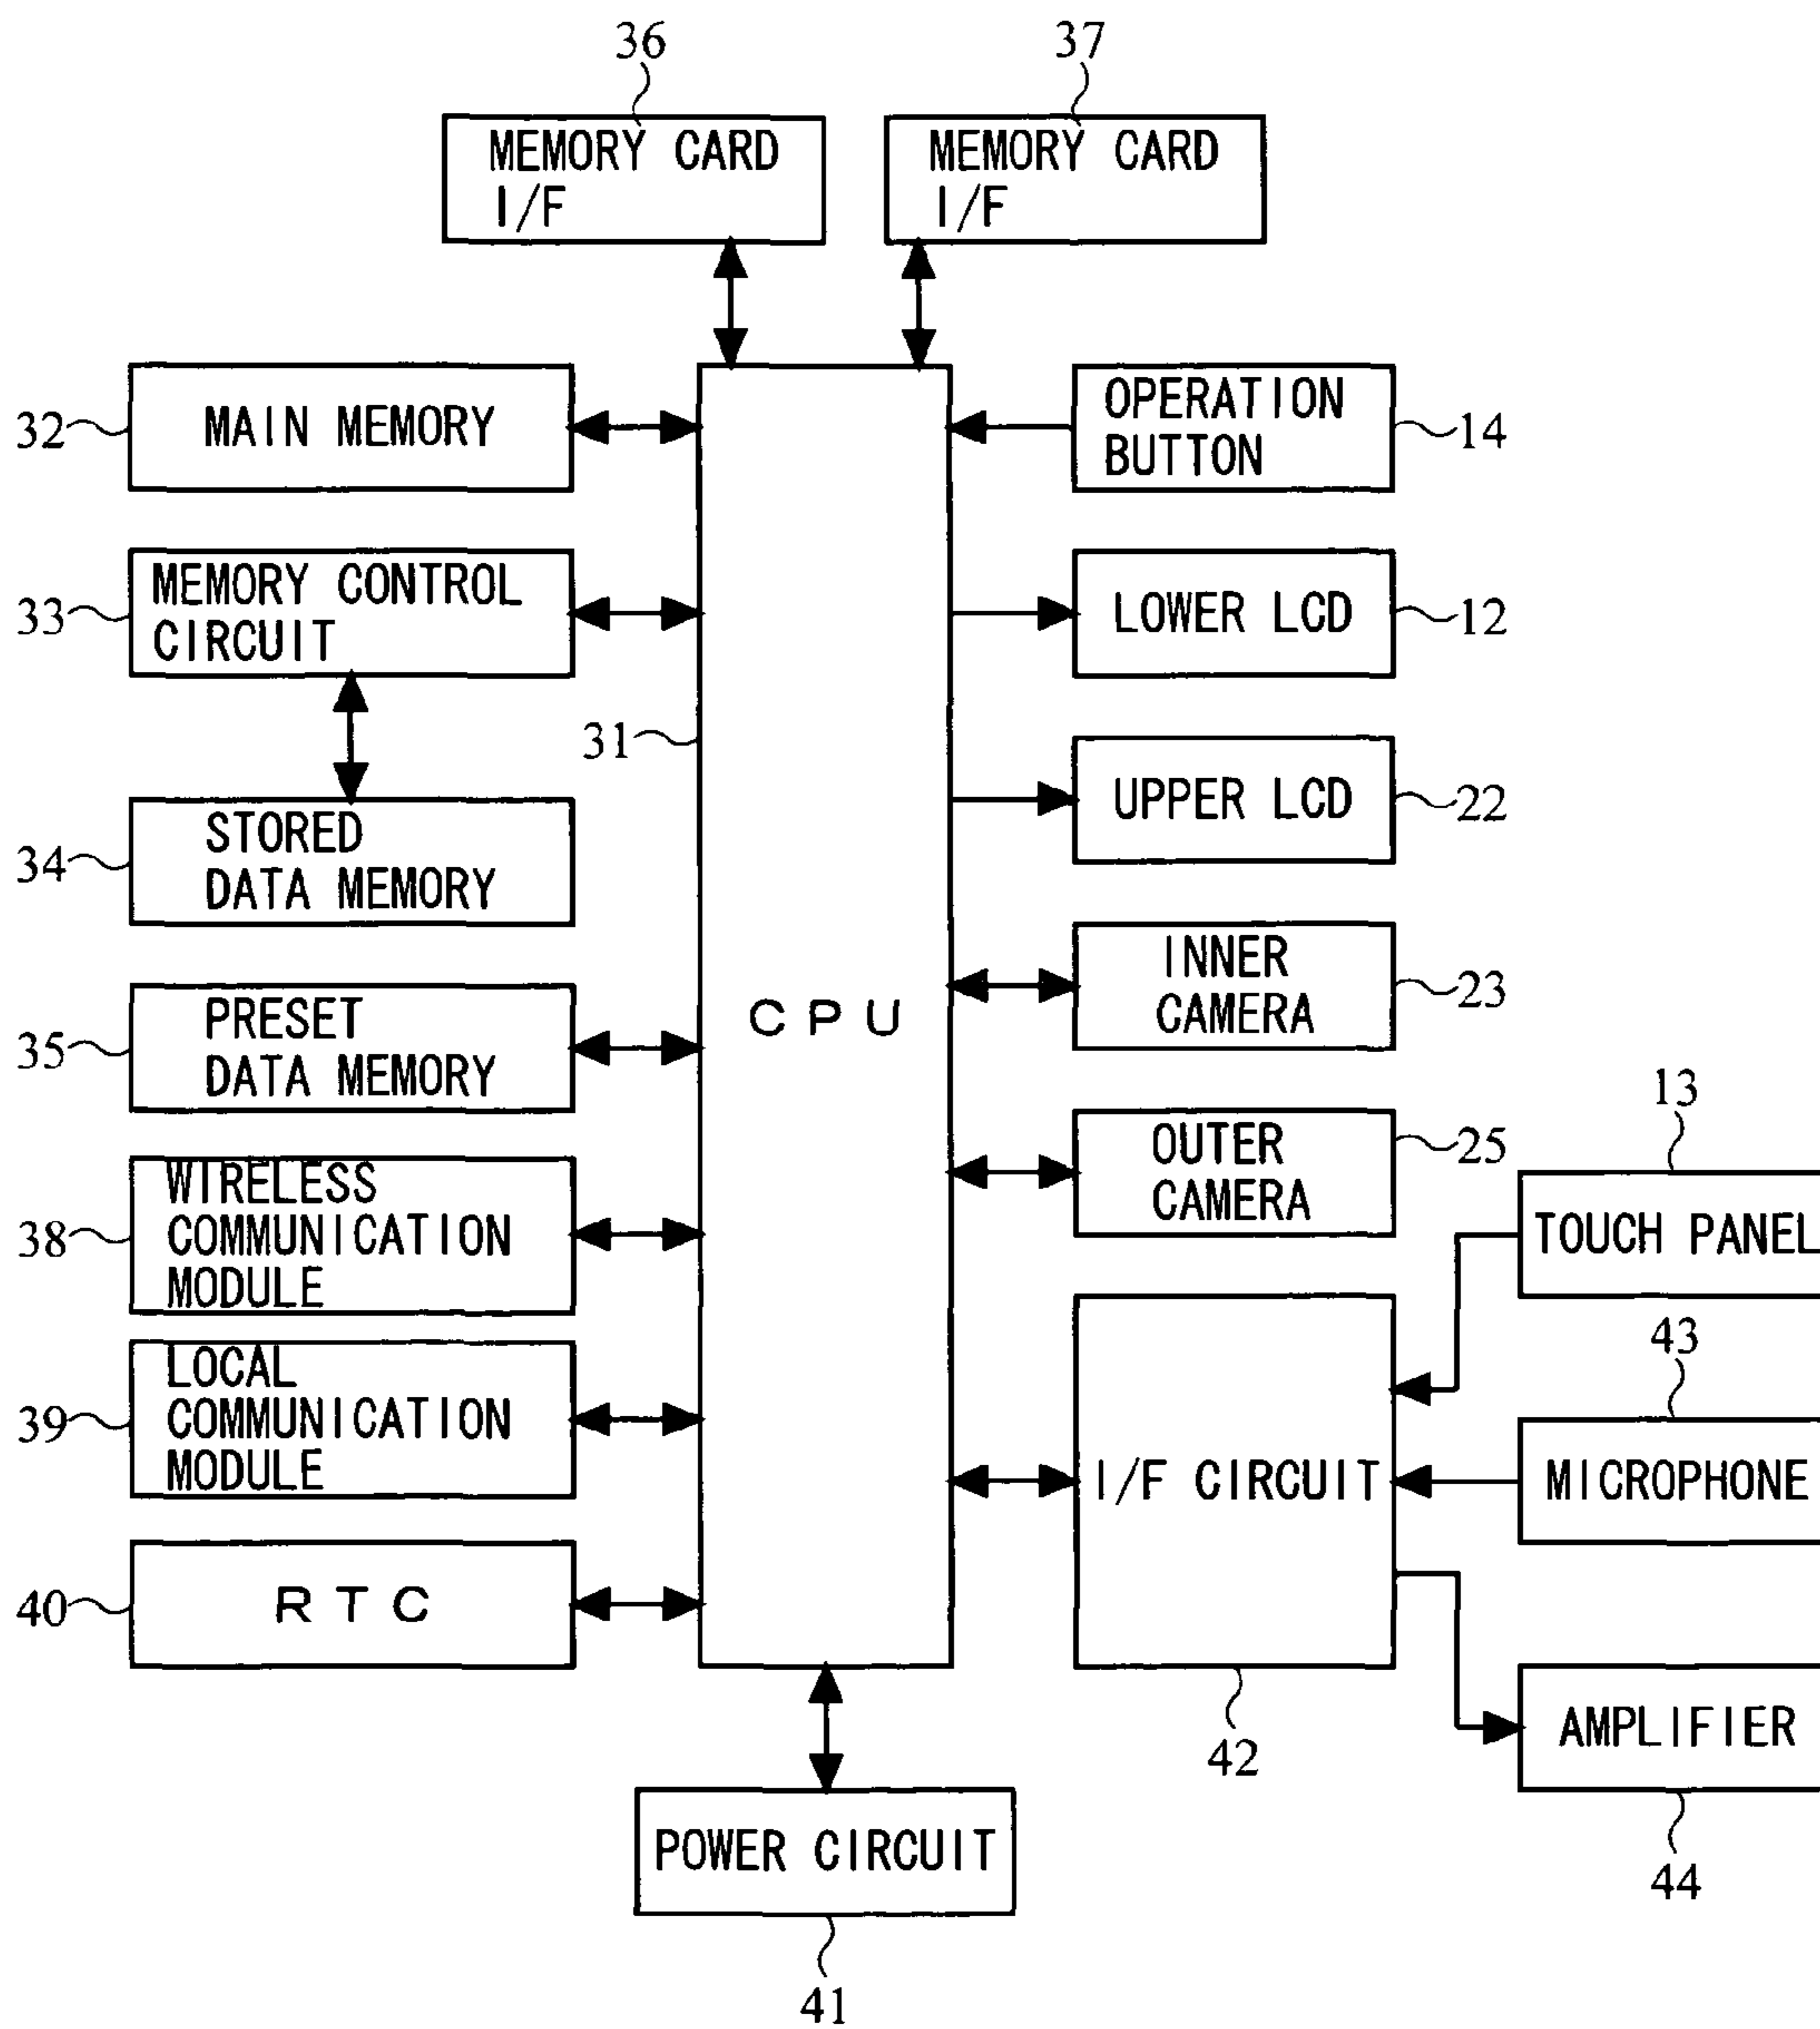 36
37
MEMORY CARD
I/F
MEMORY CARD
I/F
32
MAIN MEMORY
OPERATION
BUTTON
14
33
MEMORY CONTROL
CIRCUIT
LOWER LCD
12
31
UPPER LCD
22
34
STORED
DATA MEMORY
INNER
CAMERA
23
CPU
35
PRESET
DATA MEMORY
OUTER
CAMERA
25
13
TOUCH PANEL
38
WIRELESS
COMMUNICATION
MODULE
43
39
LOCAL
COMMUNICATION
MODULE
I/F CIRCUIT
MICROPHONE
40
RTC
42
AMPLIFIER
44
POWER CIRCUIT
41